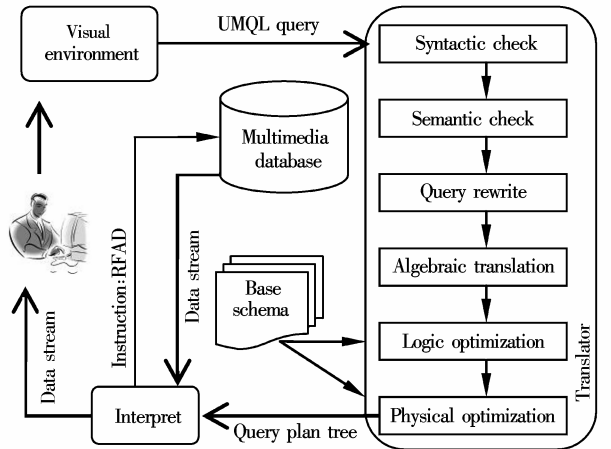 Visual
environment
UMQL query
Syntactic check
Semantic check
Multimedia
database
Query rewrite
Algebraic translation
Instruction:RFAD
Data stream
Base
schema
Logic optimization
Translator
Data stream
Interpret
Query plan tree
Physical optimization